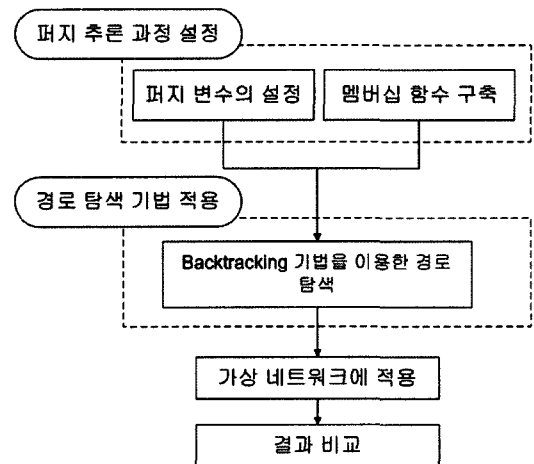 퍼지 추론 과정 설정
퍼지 변수의 설정
멤버십 함수 구축
경로 탐색 기법 적용
Backtracking 기법을 이용한 경로
탐색
가상 네트워크에 적용
결과 비교